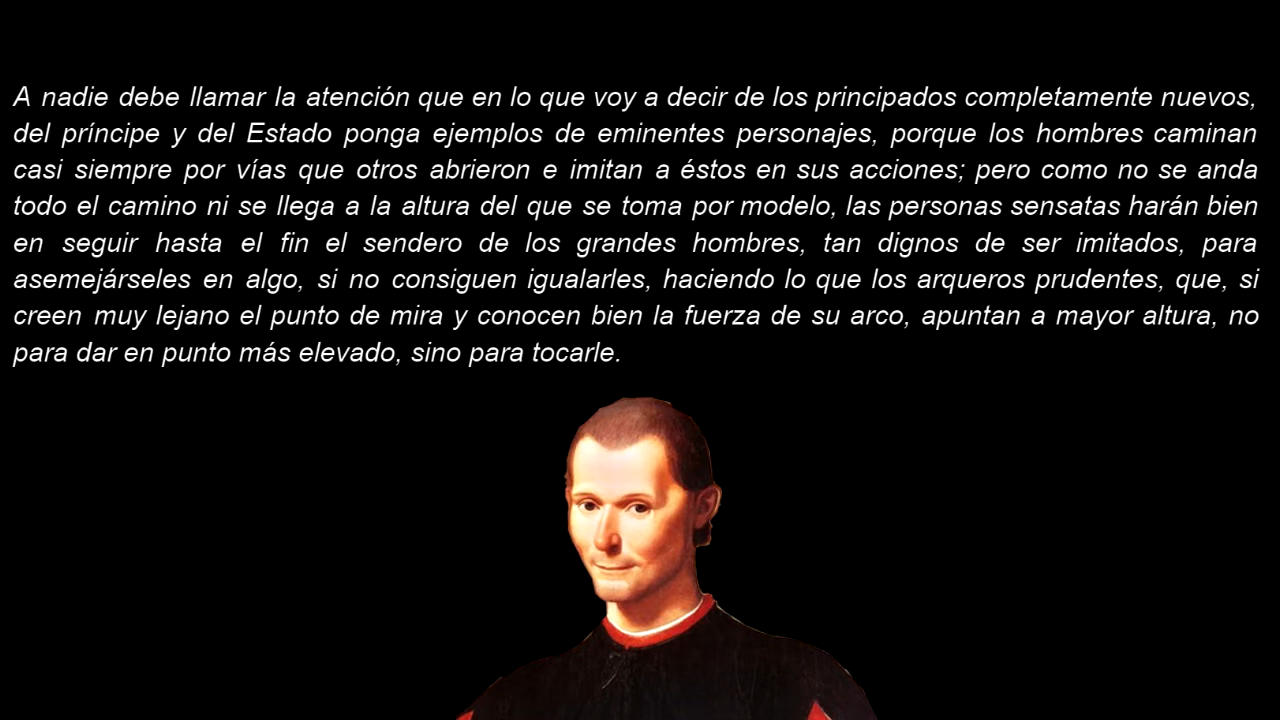 A nadie debe llamar la atención que en lo que voy a decir de los principados completamente nuevos,
del príncipe y del Estado ponga ejemplos de eminentes personajes, porque los hombres caminan
casi siempre por vías que otros abrieron e imitan a éstos en sus acciones; pero como no se anda
todo el camino ni se llega a la altura del que se toma por modelo, las personas sensatas harán bien
en seguir hasta el fin el sendero de los grandes hombres, tan dignos de ser imitados, para
asemejárseles en algo, si no consiguen igualarles, haciendo lo que los arqueros prudentes, que, si
creen muy lejano el punto de mira y conocen bien la fuerza de su arco, apuntan a mayor altura, no
para dar en punto más elevado, sino para tocarle.